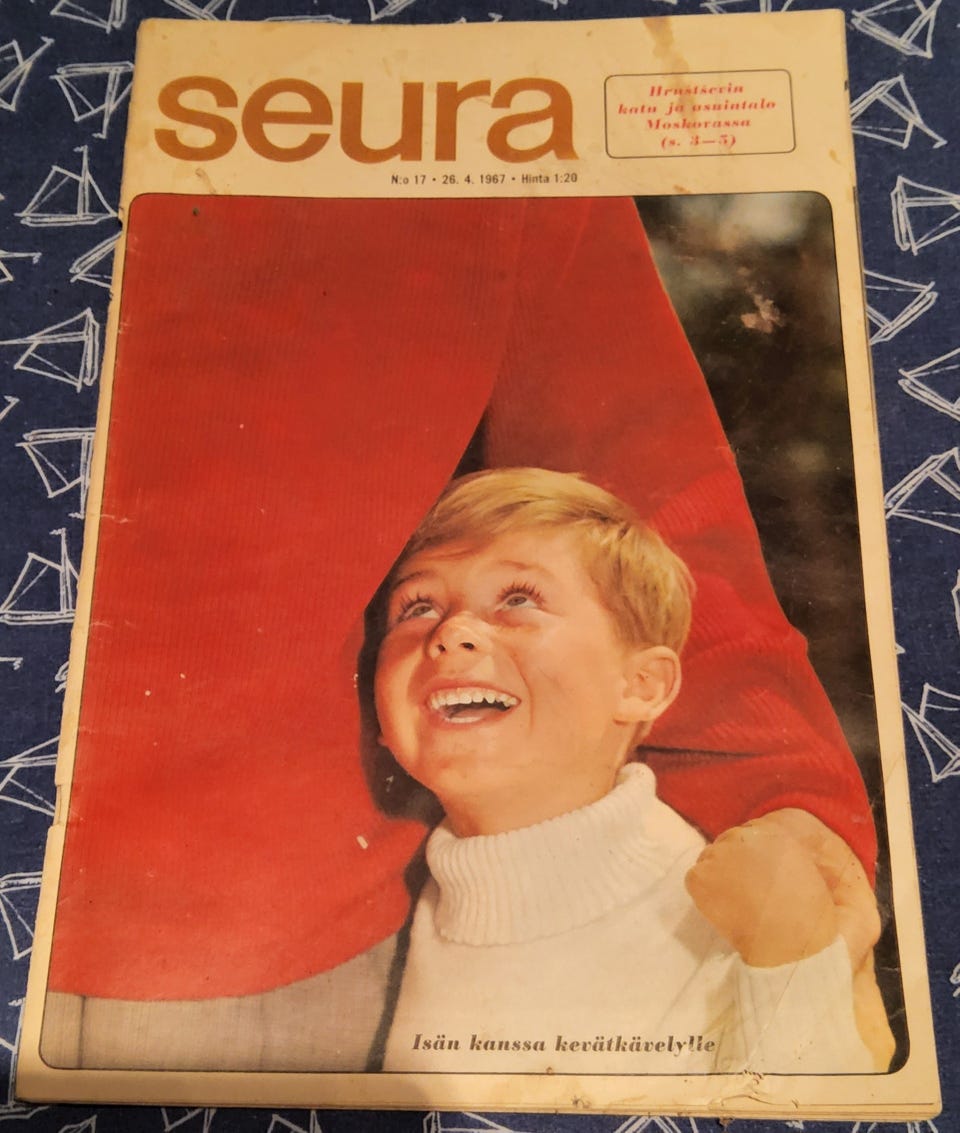 seura
Hrustševin
katu ja asuintalo
Moskovassa
(s. 3—5)
N:o 17 • 26. 4. 1967 • Hinta 1:20
Isän kanssa kevätkävelylle